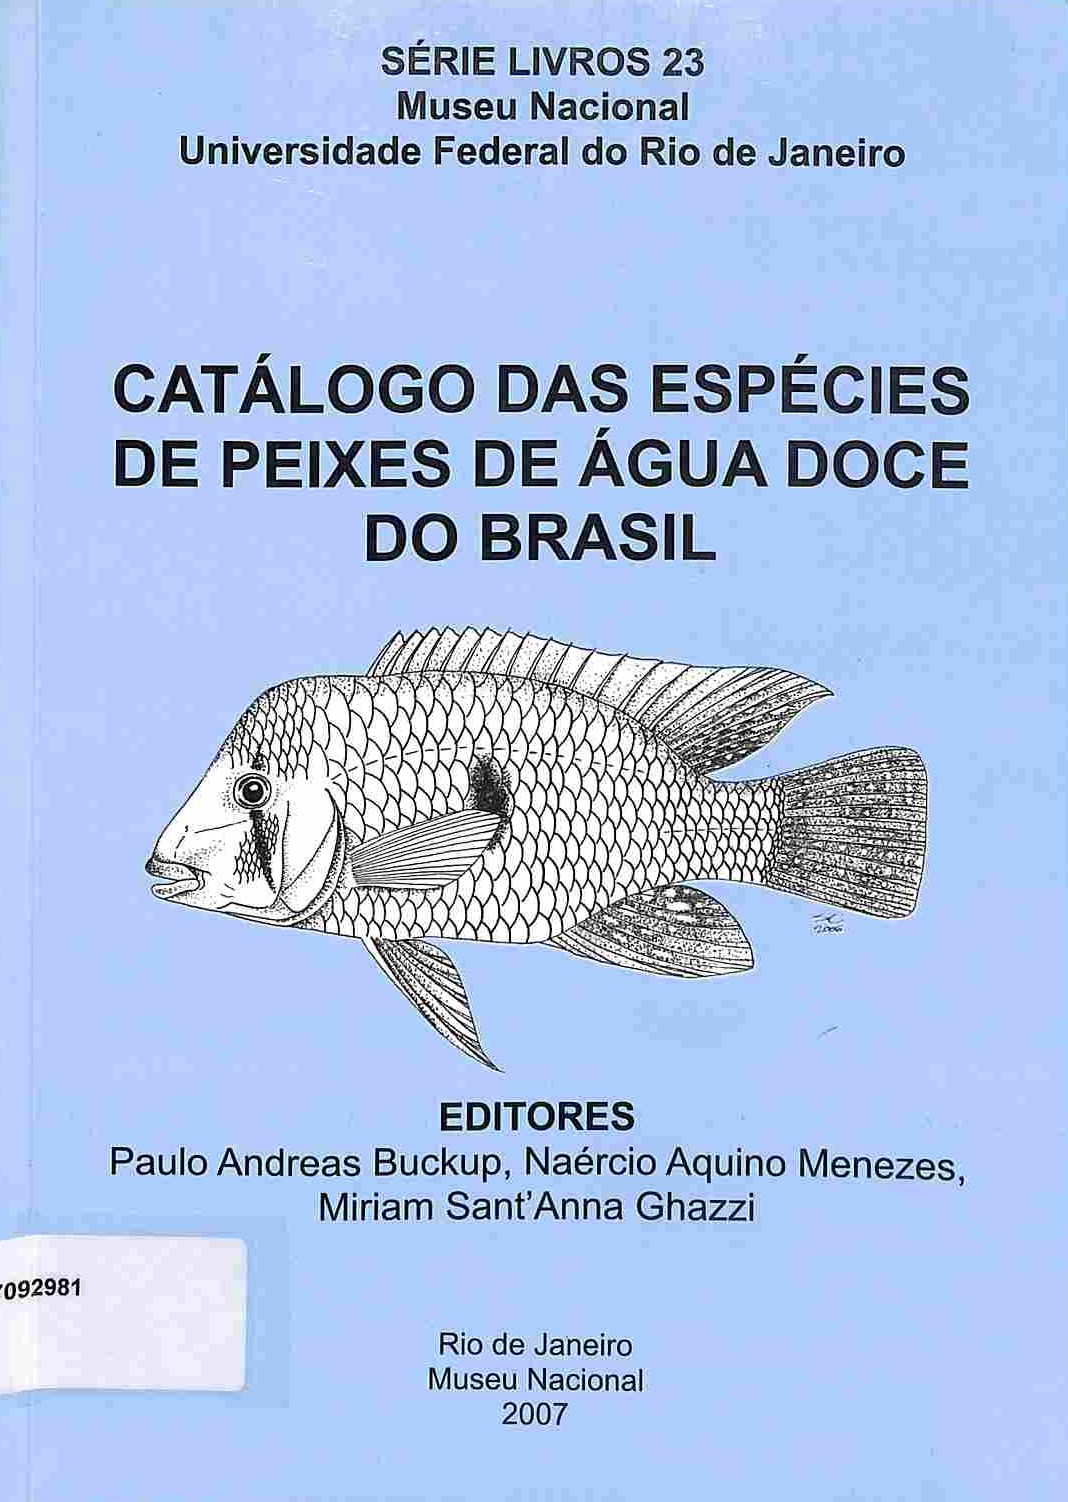 SÉRIE LIVROS 23
Museu Nacional
Universidade Federal do Rio de Janeiro
CATÁLOGO DAS ESPÉCIES
DE PEIXES DE ÁGUA DOCE
DO BRASIL
2006
EDITORES
Paulo Andreas Buckup, Naércio Aquino Menezes,
Miriam Sant'Anna Ghazzi
092981
Rio de Janeiro
Museu Nacional
2007